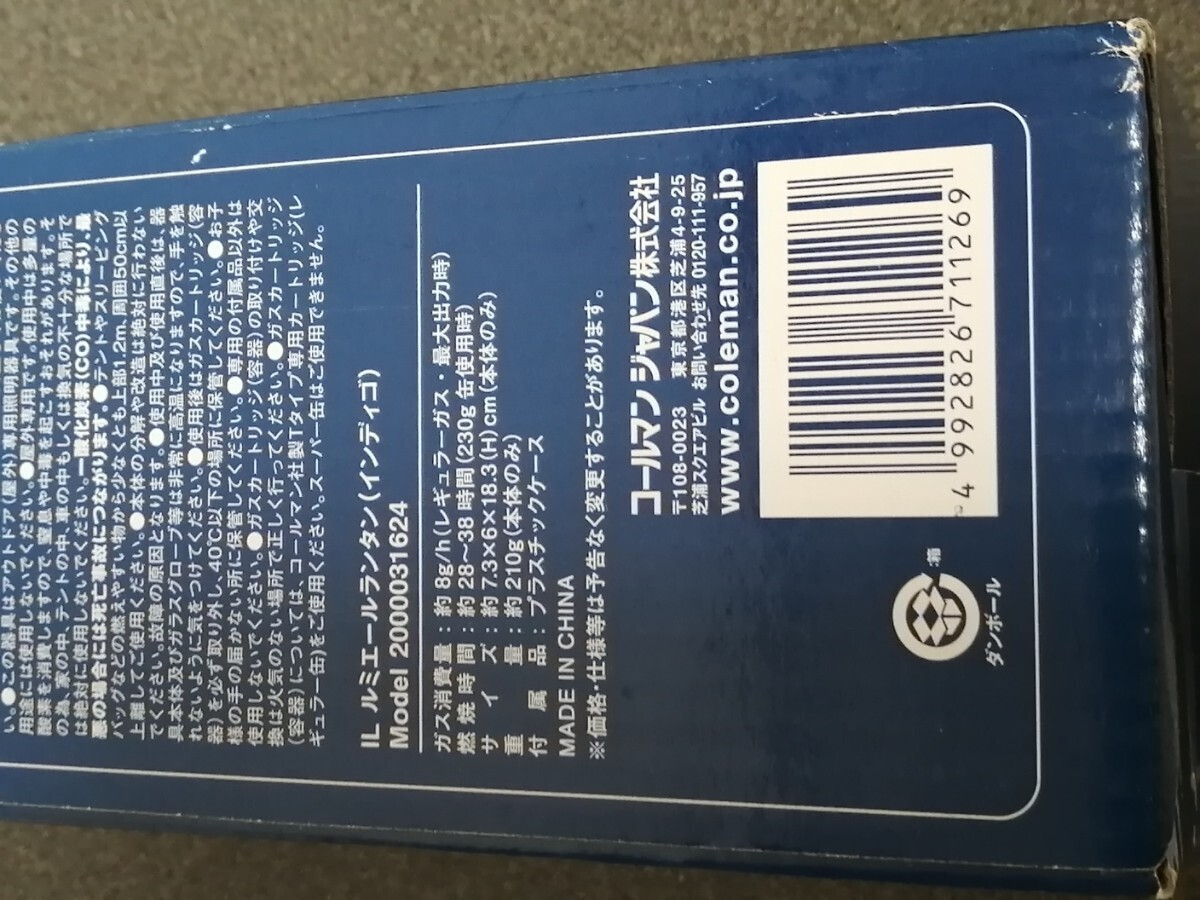 い。●この器具はアウトドア(屋外)専用照明器具です。その他の
用途には使用しないでください。●屋外専用です。使用中は多量の
酸素を消費しますので、窒息や中毒を起こすおそれがあります。そ
の為、家の中、テントの中、車の中もしくは換気の不十分な場所で
は絶対に使用しないでください。一酸化炭素(CO)中毒により、最
悪の場合には死亡事故につながります。●テントやスリーピング
バッグなどの燃えやすい物から少なくとも上部1.2m、周囲50cm以
上離してご使用ください。●本体の分解や改造は絶対に行わない
でください。故障の原因となります。●使用中及び使用直後は、器
具本体及びガラスグローブ等は非常に高温になりますので、手を触
れないように気をつけてください。●使用後はガスカートリッジ(容
器)を必ず取り外し、40℃以下の場所に保管してください。●お子
様の手の届かない所に保管してください。●専用の付属品以外は
使用しないでください。●ガスカートリッジ(容器)の取り付けや交
換は火気のない場所で正しく行ってください。●ガスカートリッジ
(容器)については、コールマン社製Tタイプ専用カートリッジ(レ
ギュラー缶)をご使用ください。スーパー缶はご使用できません。
IL ルミエールランタン(インディゴ)
Model 2000031624
ガス消費量：約8g/h(レギュラーガス・最大出力時)
燃焼時間：約28～38時間(230g缶使用時)
サイズ：約7.3×6×18.3(H)cm(本体のみ)
重量：約210g(本体のみ)
付属品：プラスチックケース
MADE IN CHINA
※価格・仕様等は予告なく変更することがあります。
コールマン ジャパン株式会社
〒108-0023 東京都港区芝浦4-9-25
芝浦スクエアビル お問い合わせ先 0120-111-957
www.coleman.co.jp
4 992826 711269
:箱
ダンボール